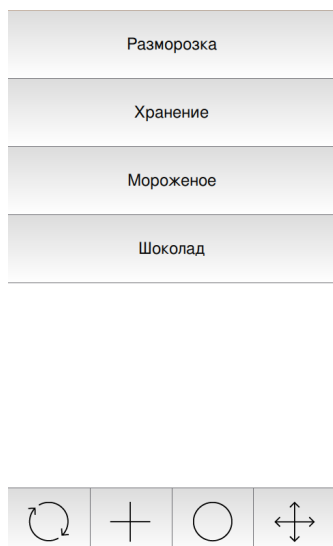 Разморозка
Хранение
Мороженое
Шоколад